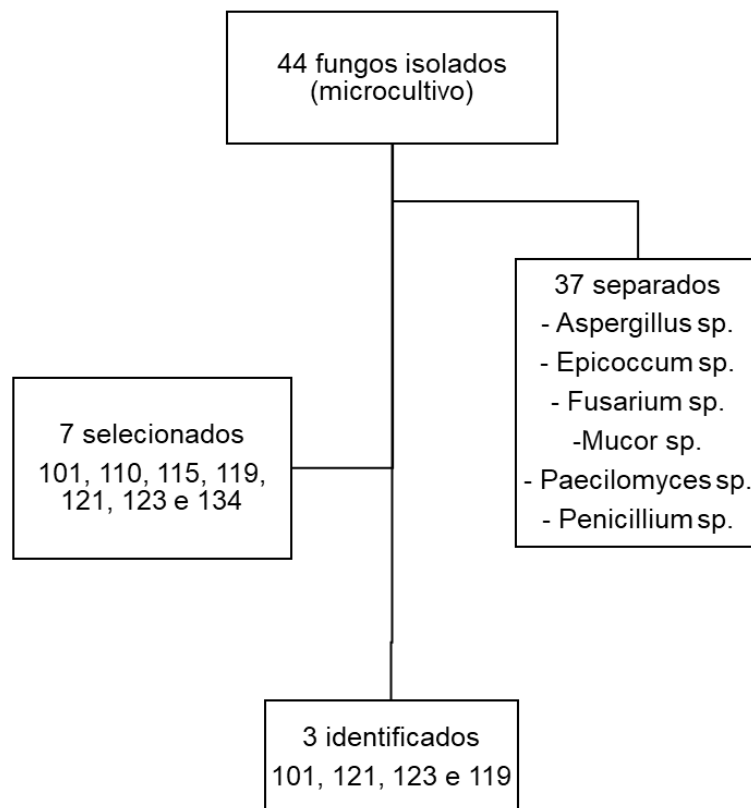 44 fungos isolados
(microcultivo)
37 separados
- Aspergillus sp.
- Epicoccum sp.
- Fusarium sp.
-Mucor sp.
- Paecilomyces sp.
- Penicillium sp.
7 selecionados
101, 110, 115, 119,
121, 123 e 134
3 identificados
101, 121, 123 e 119